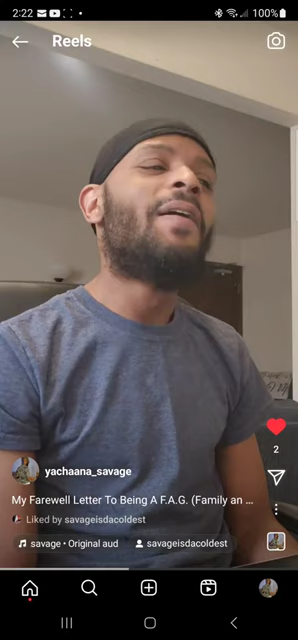 2:22
100%
Reels
yachaana_savage
My Farewell Letter To Being A F.A.G. (Family an ...
Liked by savageisdacoldest
savage • Original aud
savageisdacoldest
2